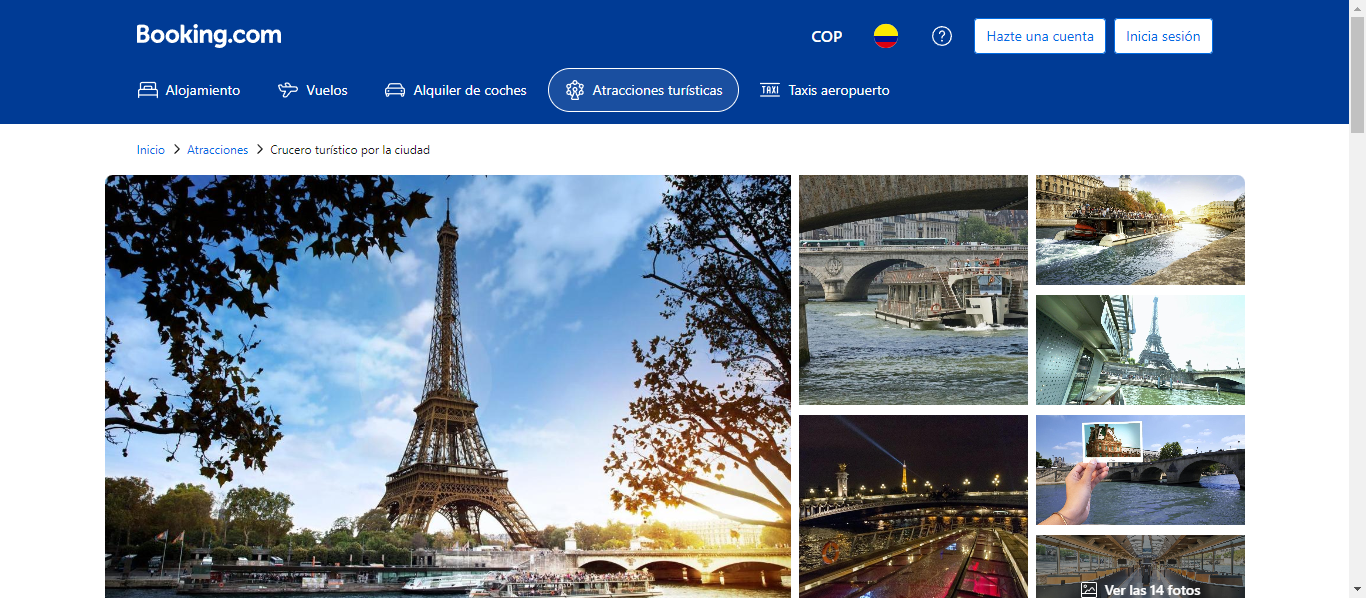 Booking.com
COP
Hazte una cuenta
Inicia sesión
Alojamiento
Vuelos
Alquiler de coches
Atracciones turísticas
TAXI Taxis aeropuerto
Inicio > Atracciones > Crucero turístico por la ciudad
Ver las 14 fotos